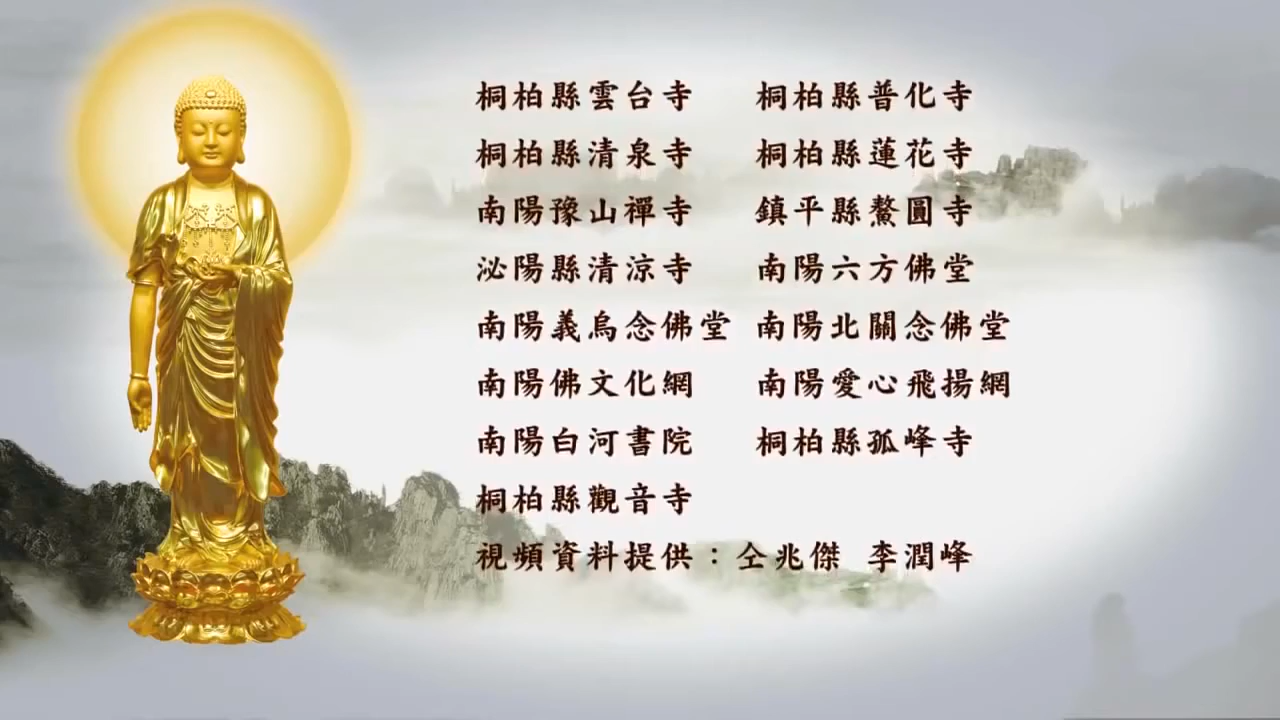 桐柏縣雲台寺 桐柏縣普化寺
桐柏縣清泉寺 桐柏縣蓮花寺
南陽豫山禪寺 鎮平縣鰲圓寺
泌陽縣清涼寺 南陽六方佛堂
南陽義烏念佛堂 南陽北關念佛堂
南陽佛文化網 南陽愛心飛揚網
南陽白河書院 桐柏縣孤峰寺
桐柏縣觀音寺
視頻資料提供：仝兆傑 李潤峰